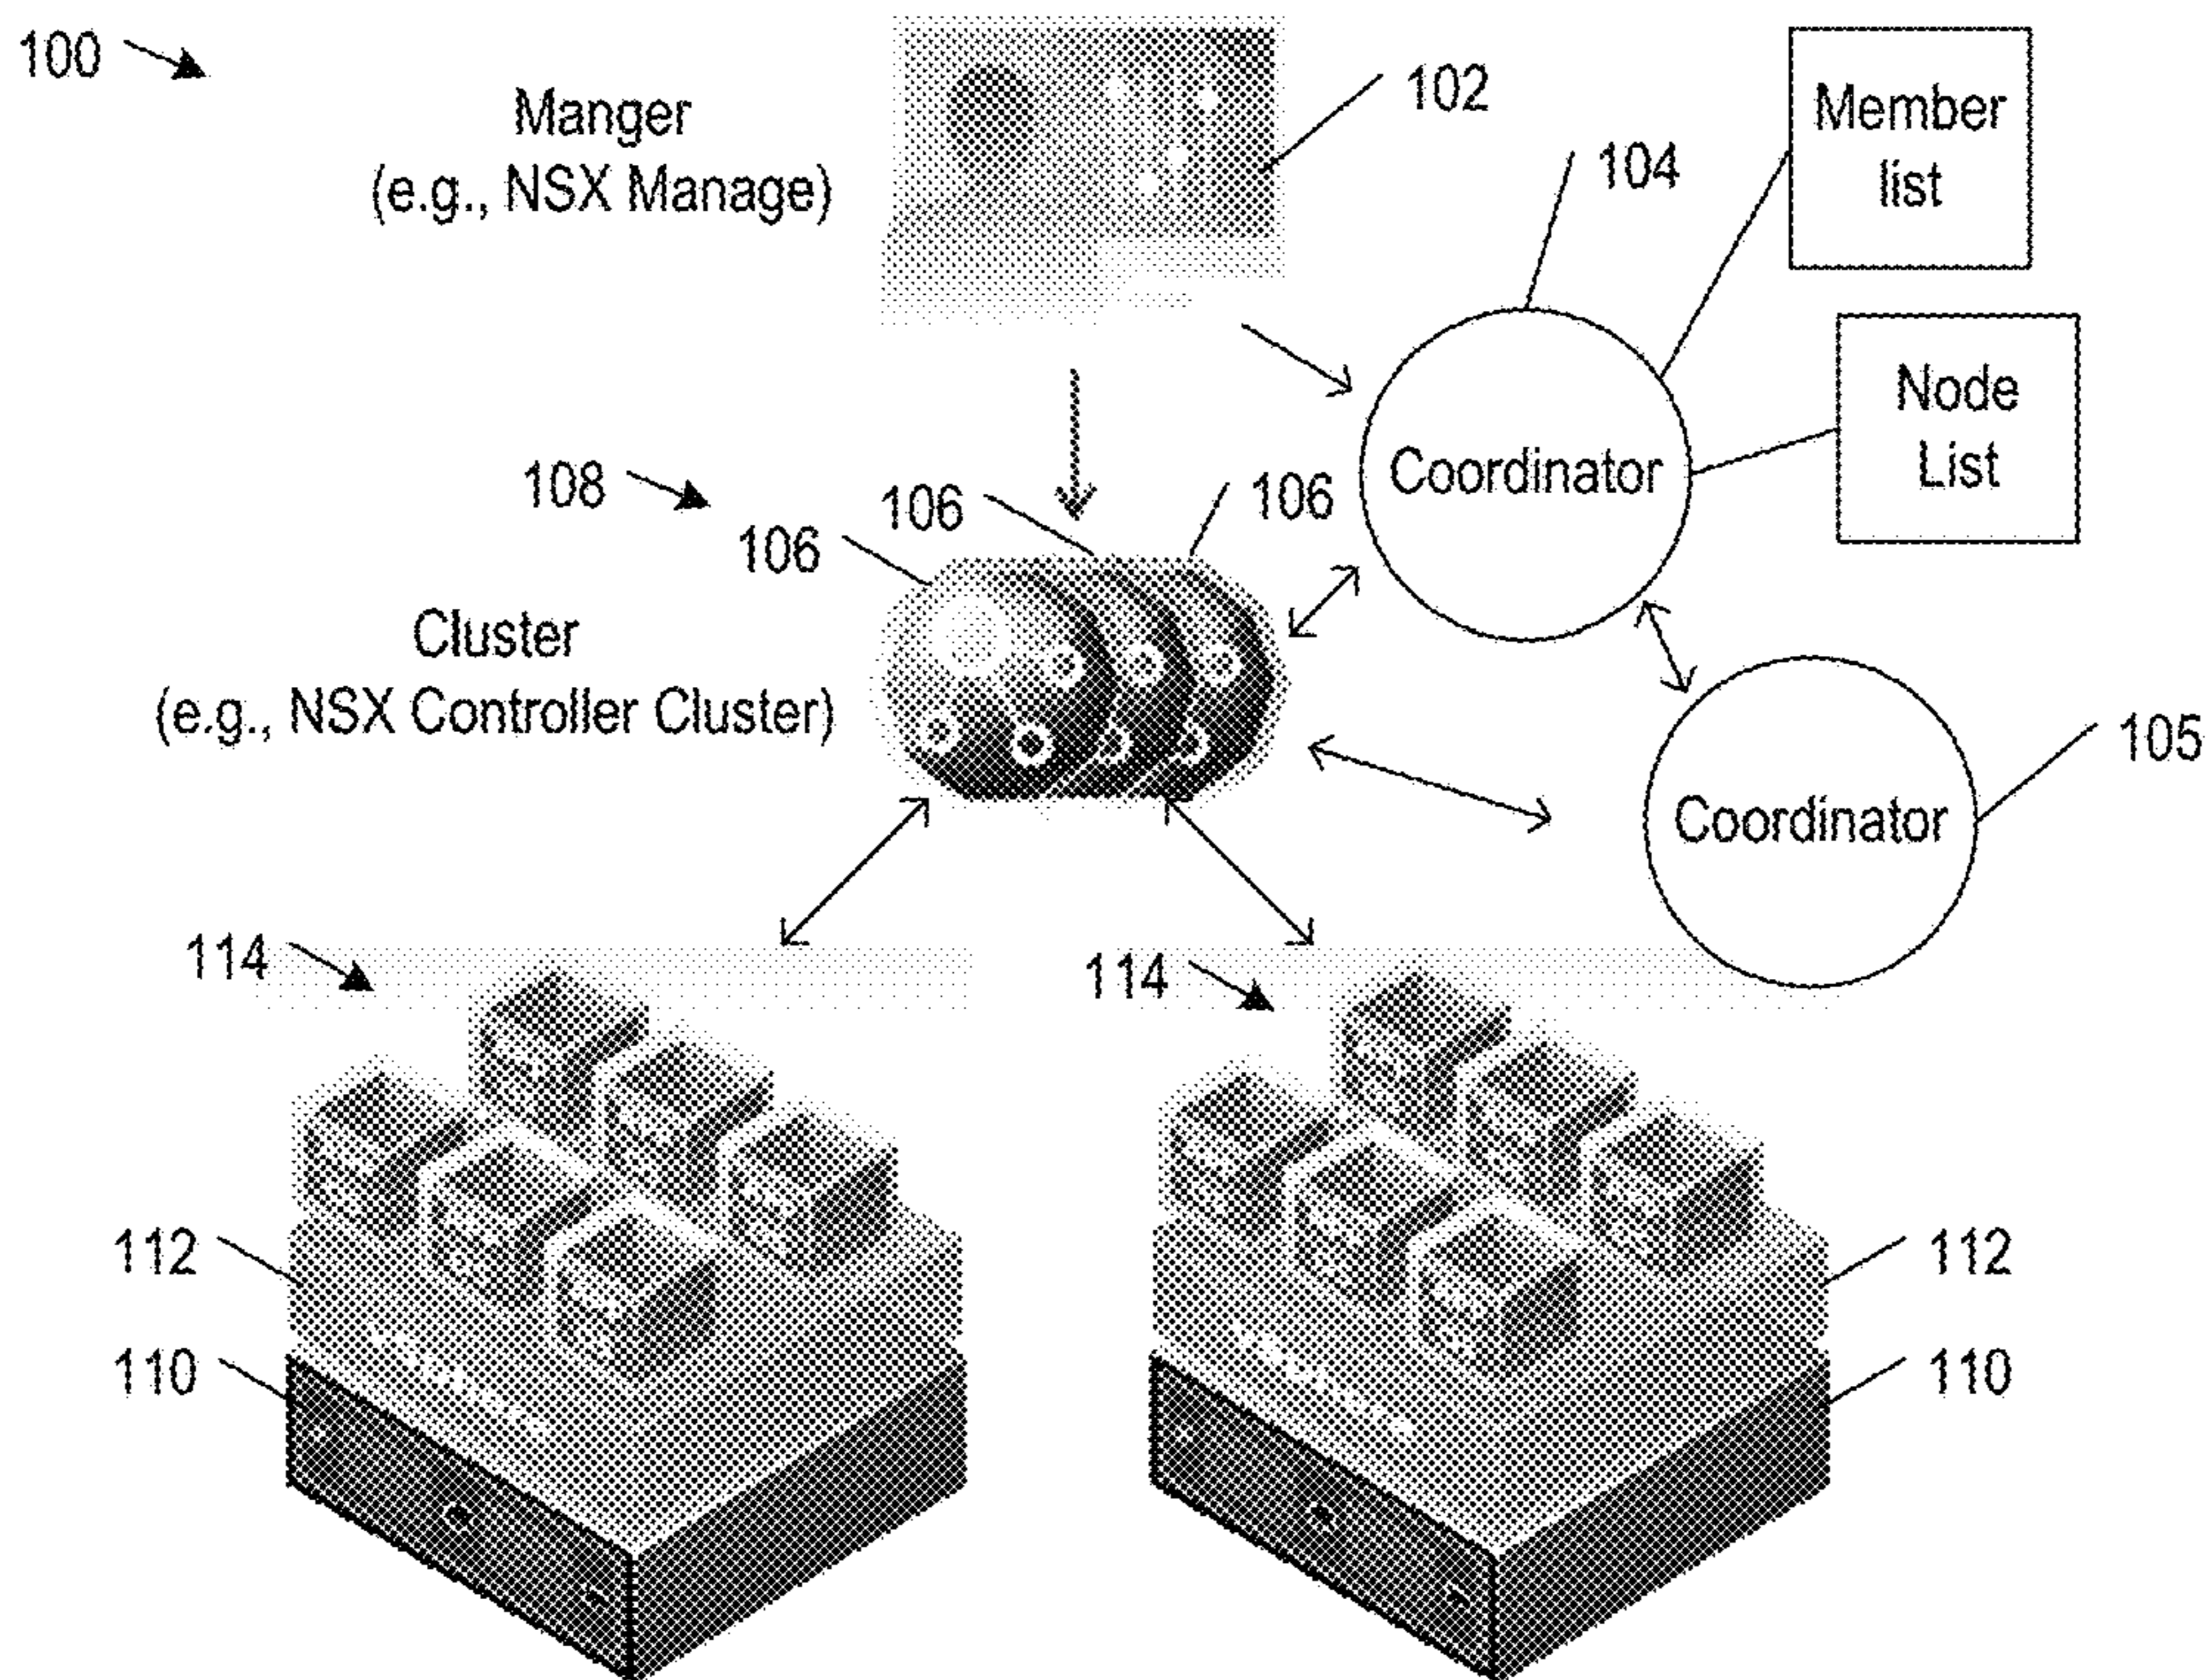 100
Manger
(e.g., NSX Manage)
102
104
Member
list
Node
List
Coordinator
108
106
106
106
Cluster
(e.g., NSX Controller Cluster)
105
Coordinator
114
114
112
112
110
110